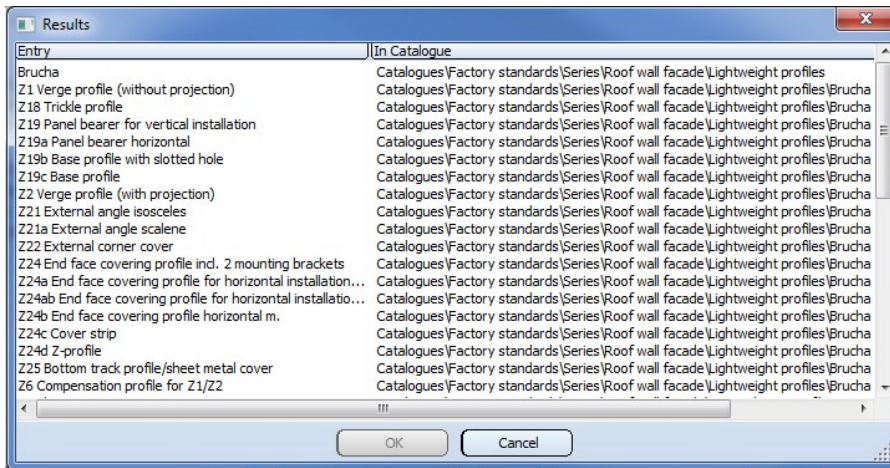 Results
Entry In Catalogue
Brucha Catalogues\Factory standards\Series\Roof wall facade\Lightweight profiles
Z1 Verge profile (without projection) Catalogues\Factory standards\Series\Roof wall facade\Lightweight profiles\Brucha
Z18 Trickle profile Catalogues\Factory standards\Series\Roof wall facade\Lightweight profiles\Brucha
Z19 Panel bearer for vertical installation Catalogues\Factory standards\Series\Roof wall facade\Lightweight profiles\Brucha
Z19a Panel bearer horizontal Catalogues\Factory standards\Series\Roof wall facade\Lightweight profiles\Brucha
Z19b Base profile with slotted hole Catalogues\Factory standards\Series\Roof wall facade\Lightweight profiles\Brucha
Z19c Base profile Catalogues\Factory standards\Series\Roof wall facade\Lightweight profiles\Brucha
Z2 Verge profile (with projection) Catalogues\Factory standards\Series\Roof wall facade\Lightweight profiles\Brucha
Z21 External angle isosceles Catalogues\Factory standards\Series\Roof wall facade\Lightweight profiles\Brucha
Z21a External angle scalene Catalogues\Factory standards\Series\Roof wall facade\Lightweight profiles\Brucha
Z22 External corner cover Catalogues\Factory standards\Series\Roof wall facade\Lightweight profiles\Brucha
Z24 End face covering profile incl. 2 mounting brackets Catalogues\Factory standards\Series\Roof wall facade\Lightweight profiles\Brucha
Z24a End face covering profile for horizontal installation... Catalogues\Factory standards\Series\Roof wall facade\Lightweight profiles\Brucha
Z24ab End face covering profile for horizontal installatio... Catalogues\Factory standards\Series\Roof wall facade\Lightweight profiles\Brucha
Z24b End face covering profile horizontal m. Catalogues\Factory standards\Series\Roof wall facade\Lightweight profiles\Brucha
Z24c Cover strip Catalogues\Factory standards\Series\Roof wall facade\Lightweight profiles\Brucha
Z24d Z-profile Catalogues\Factory standards\Series\Roof wall facade\Lightweight profiles\Brucha
Z25 Bottom track profile/sheet metal cover Catalogues\Factory standards\Series\Roof wall facade\Lightweight profiles\Brucha
Z6 Compensation profile for Z1/Z2 Catalogues\Factory standards\Series\Roof wall facade\Lightweight profiles\Brucha
OK Cancel